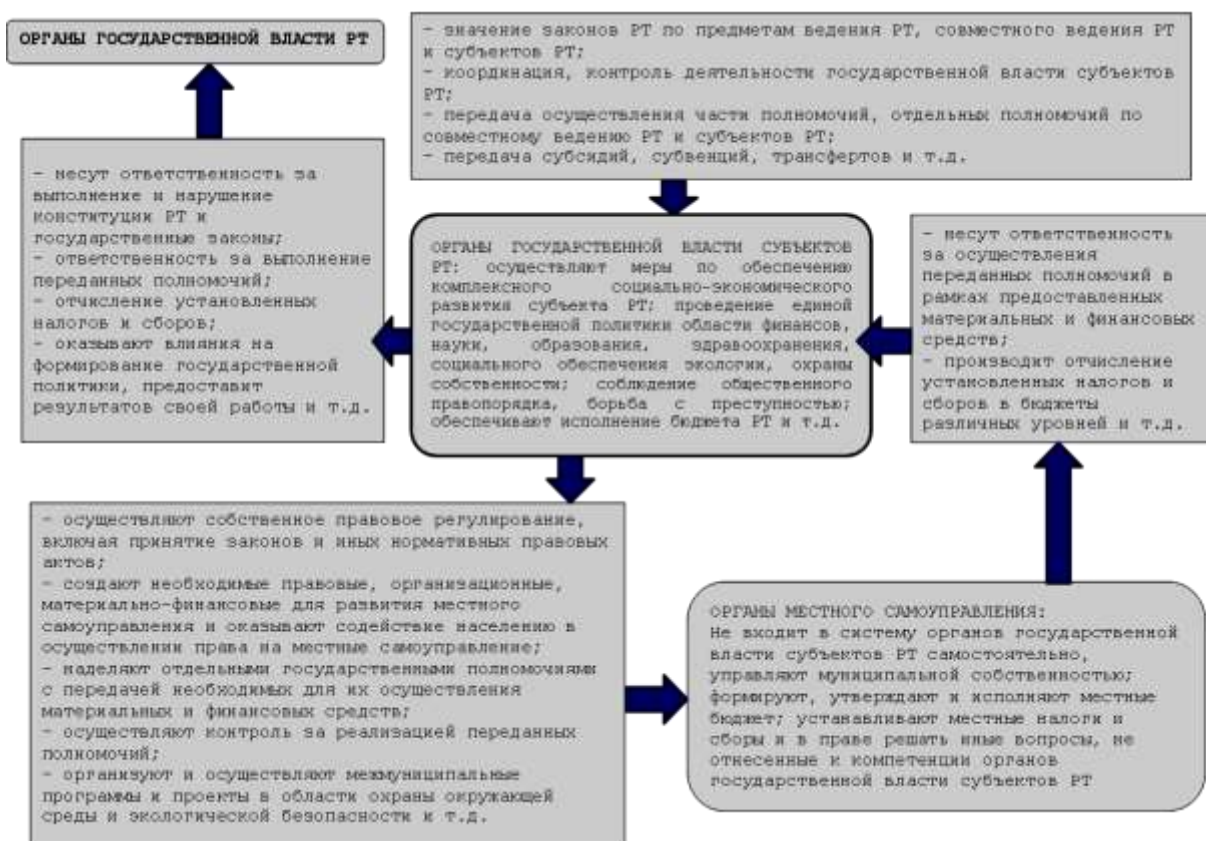 ОРГАНЫ ГОСУДАРСТВЕННОЙ ВЛАСТИ РТ
- значение законов РТ по предметам ведения РТ, совместного ведения РТ
и субъектов РТ;
- координация, контроль деятельности государственной власти субъектов
РТ;
- передача осуществления части полномочий, отдельных полномочий по
совместному ведению РТ и субъектов РТ;
- передача субсидий, субвенций, трансфертов и т.д.
- несут ответственность за
выполнение и нарушение
конституции РТ и
государственные законы;
- ответственность за выполнение
переданных полномочий;
- отчисление установленных
налогов и сборов;
- оказывают влияния на
формирование государственной
политики, предоставит
результатов своей работы и т.д.
ОРГАНЫ ГОСУДАРСТВЕННОЙ ВЛАСТИ СУБЪЕКТОВ
РТ: осуществляют меры по обеспечению
комплексного социально-экономического
развития субъекта РТ; проведение единой
государственной политики области финансов,
науки, образования, здравоохранения,
социального обеспечения экологии, охраны
собственности; соблюдение общественного
правопорядка, борьба с преступностью;
обеспечивают исполнение бюджета РТ и т.д.
- несут ответственность
за осуществления
переданных полномочий в
рамках предоставленных
материальных и финансовых
средств;
- производит отчисление
установленных налогов и
сборов в бюджеты
различных уровней и т.д.
- осуществляют собственное правовое регулирование,
включая принятие законов и иных нормативных правовых
актов;
- создают необходимые правовые, организационные,
материально-финансовые для развития местного
самоуправления и оказывают содействие населению в
осуществлении права на местные самоуправление;
- наделяют отдельными государственными полномочиями
с передачей необходимых для их осуществления
материальных и финансовых средств;
- осуществляют контроль за реализацией переданных
полномочий;
- организуют и осуществляют межмуниципальные
программы и проекты в области охраны окружающей
среды и экологической безопасности и т.д.
ОРГАНЫ МЕСТНОГО САМОУПРАВЛЕНИЯ:
Не входит в систему органов государственной
власти субъектов РТ самостоятельно,
управляют муниципальной собственностью;
формируют, утверждают и исполняют местные
бюджет; устанавливают местные налоги и
сборы и в праве решать иные вопросы, не
отнесенные к компетенции органов
государственной власти субъектов РТ